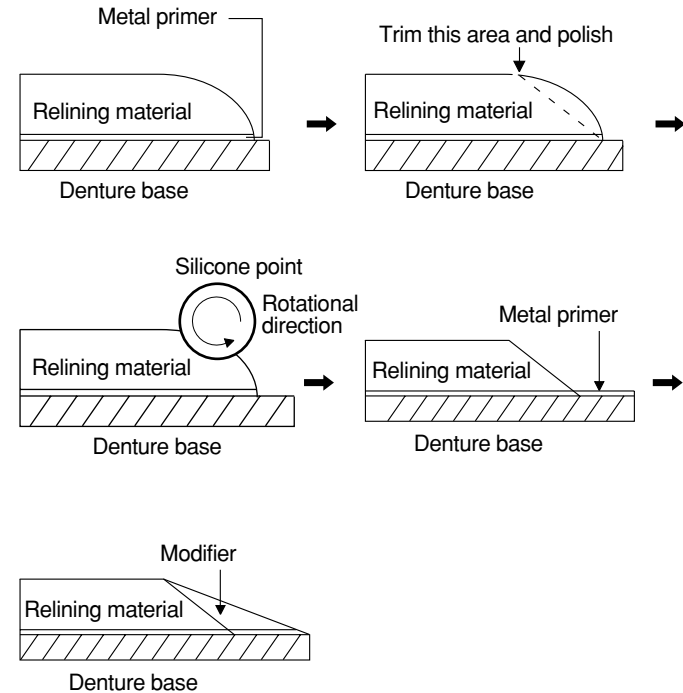 Metal primer
Relining material
Denture base
Trim this area and polish
Relining material
Denture base
Silicone point
Rotational
direction
Relining material
Denture base
Metal primer
Relining material
Denture base
Modifier
Relining material
Denture base